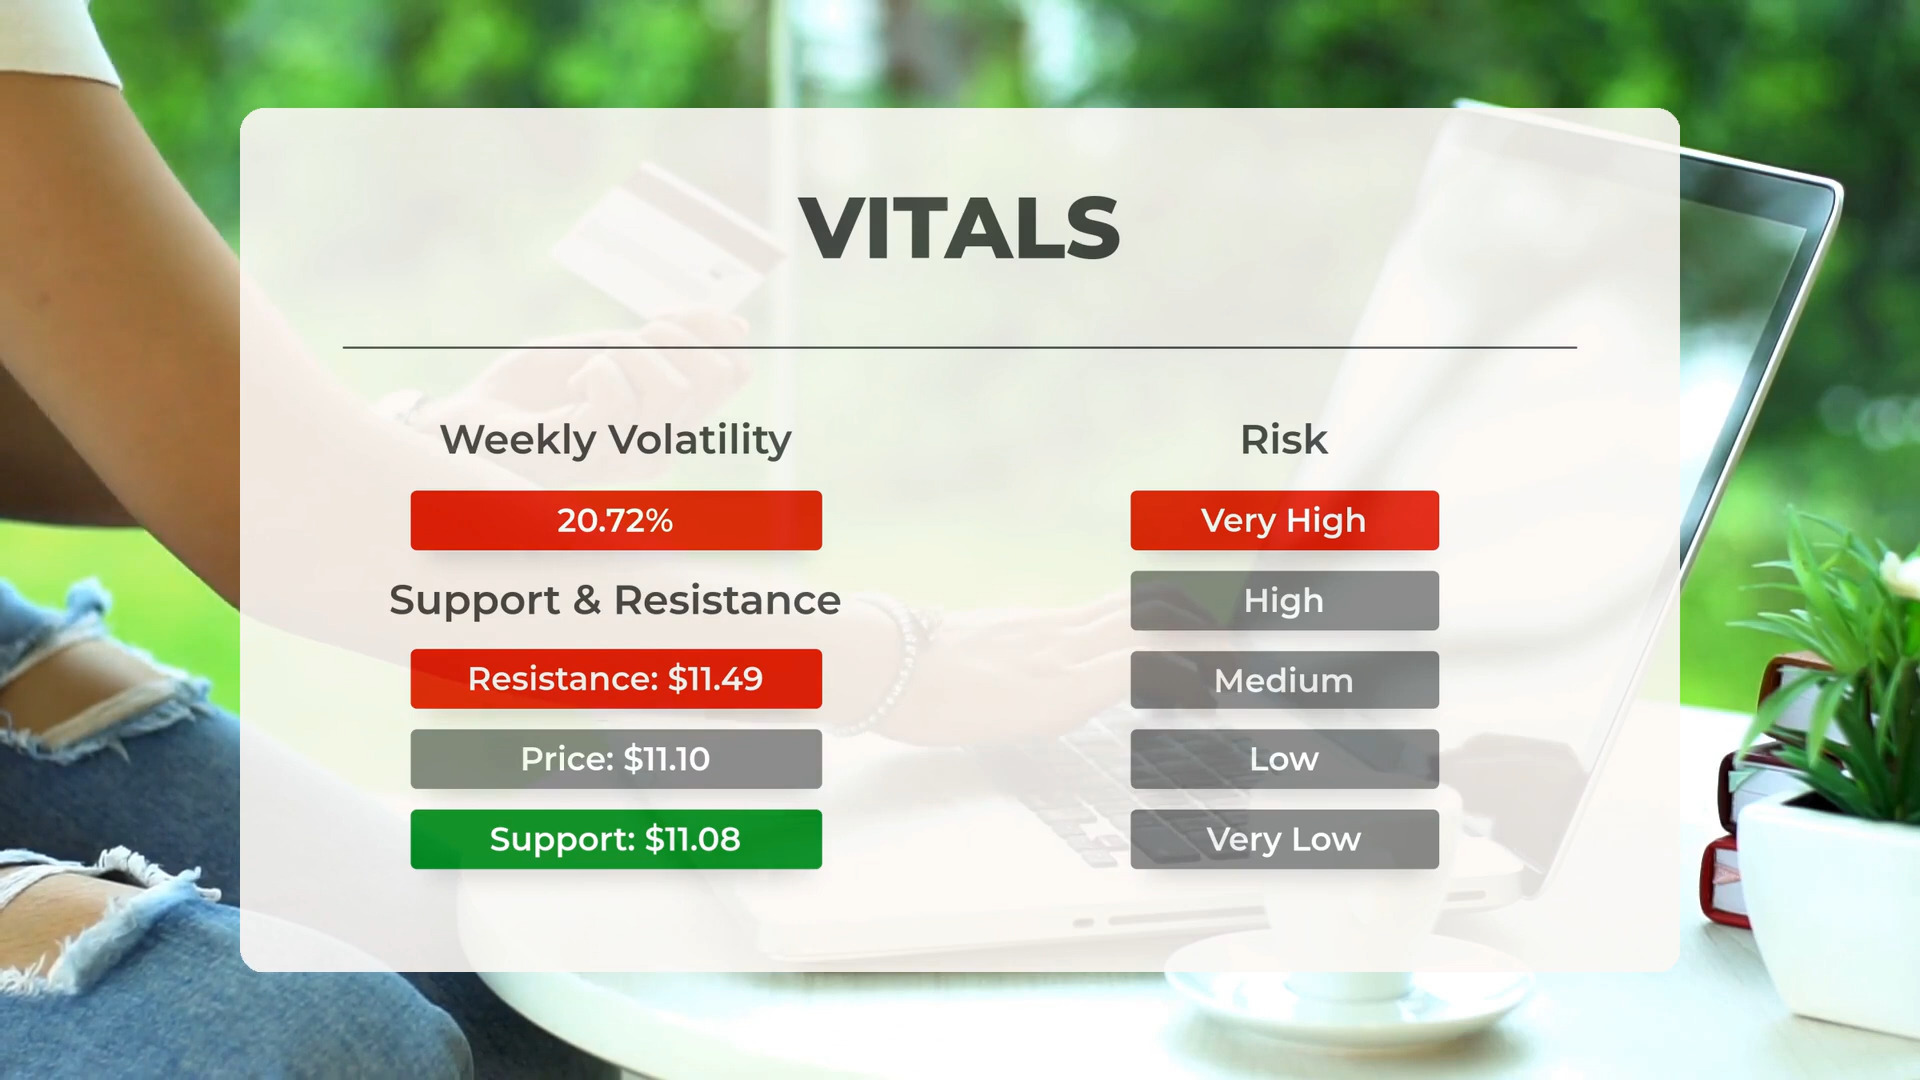 VITALS
Weekly Volatility
20.72%
Support & Resistance
Resistance: $11.49
Price: $11.10
Support: $11.08
Risk
Very High
High
Medium
Low
Very Low